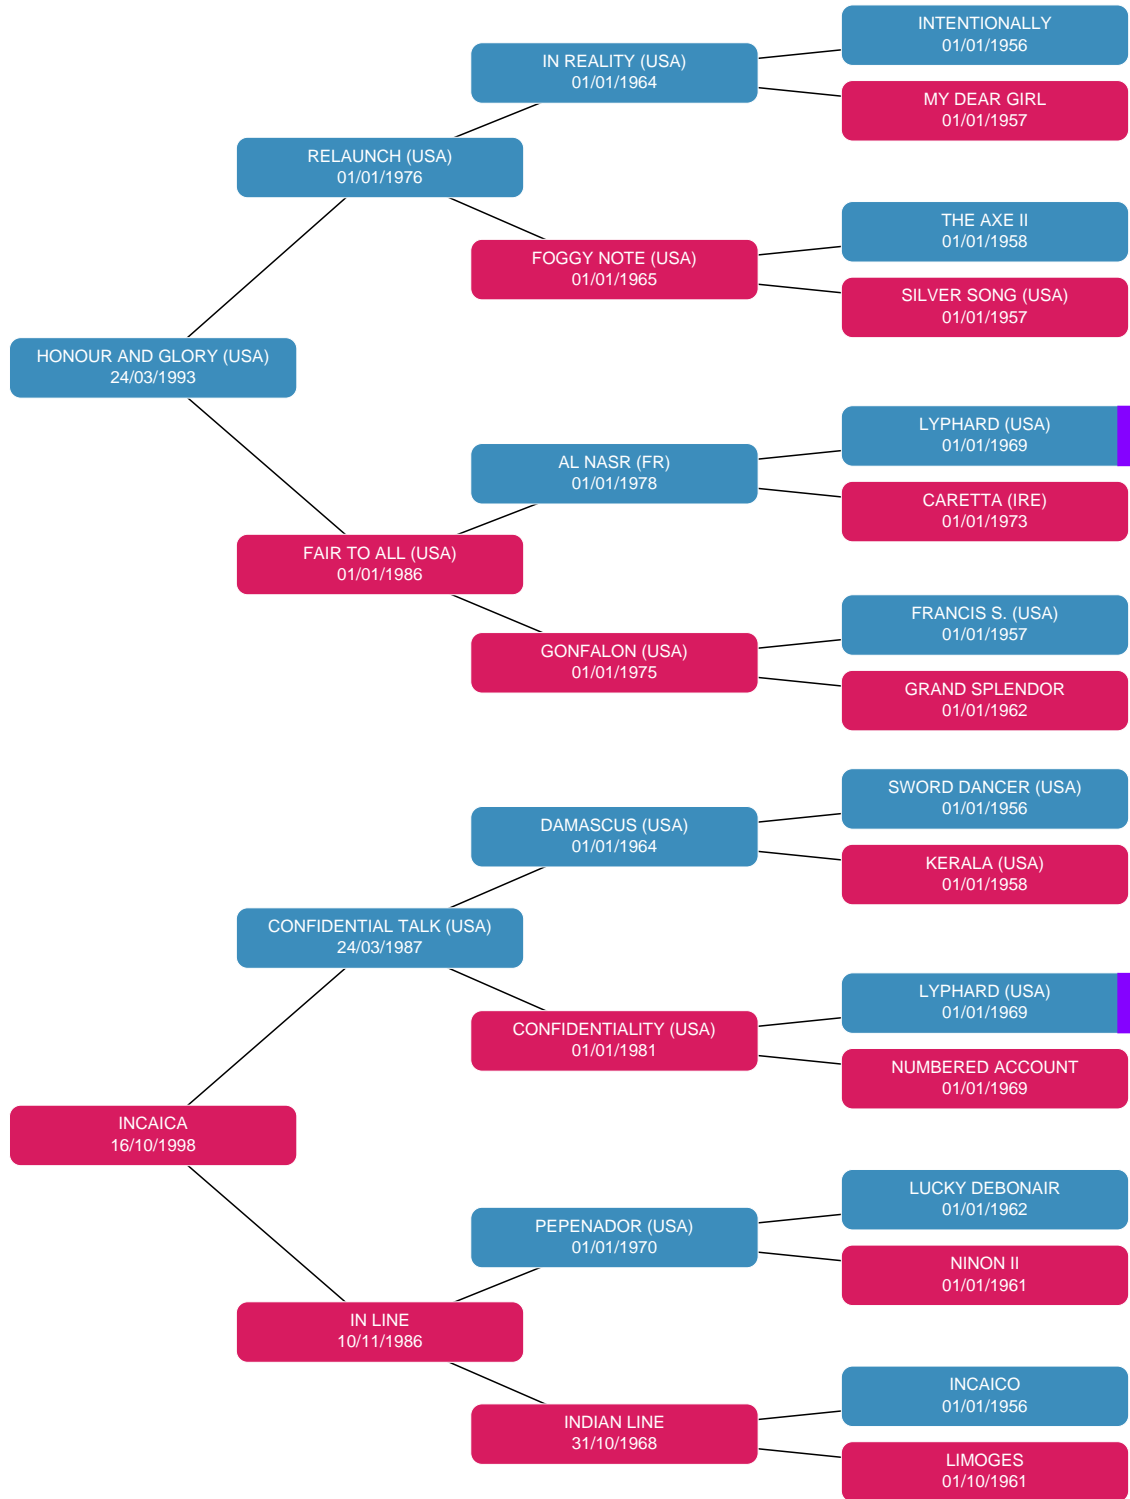 INTENTIONALLY
01/01/1956
IN REALITY (USA)
01/01/1964
MY DEAR GIRL
01/01/1957
RELAUNCH (USA)
01/01/1976
THE AXE II
01/01/1958
FOGGY NOTE (USA)
01/01/1965
SILVER SONG (USA)
01/01/1957
HONOUR AND GLORY (USA)
24/03/1993
LYPHARD (USA)
01/01/1969
AL NASR (FR)
01/01/1978
CARETTA (IRE)
01/01/1973
FAIR TO ALL (USA)
01/01/1986
FRANCIS S. (USA)
01/01/1957
GONFALON (USA)
01/01/1975
GRAND SPLENDOR
01/01/1962
SWORD DANCER (USA)
01/01/1956
DAMASCUS (USA)
01/01/1964
KERALA (USA)
01/01/1958
CONFIDENTIAL TALK (USA)
24/03/1987
LYPHARD (USA)
01/01/1969
CONFIDENTIALITY (USA)
01/01/1981
NUMBERED ACCOUNT
01/01/1969
INCAICA
16/10/1998
LUCKY DEBONAIR
01/01/1962
PEPENADOR (USA)
01/01/1970
NINON II
01/01/1961
IN LINE
10/11/1986
INCAICO
01/01/1956
INDIAN LINE
31/10/1968
LIMOGES
01/10/1961